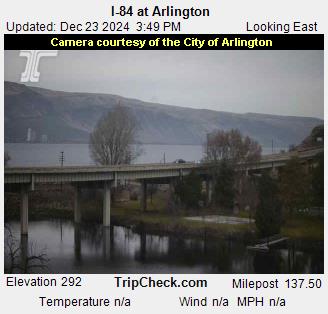 I-84 at Arlington
Updated: Dec 23 2024 3:49 PM Looking East
Camera courtesy of the City of Arlington
Elevation 292 TripCheck.com Milepost 137.50
Temperature n/a Wind n/a MPH n/a